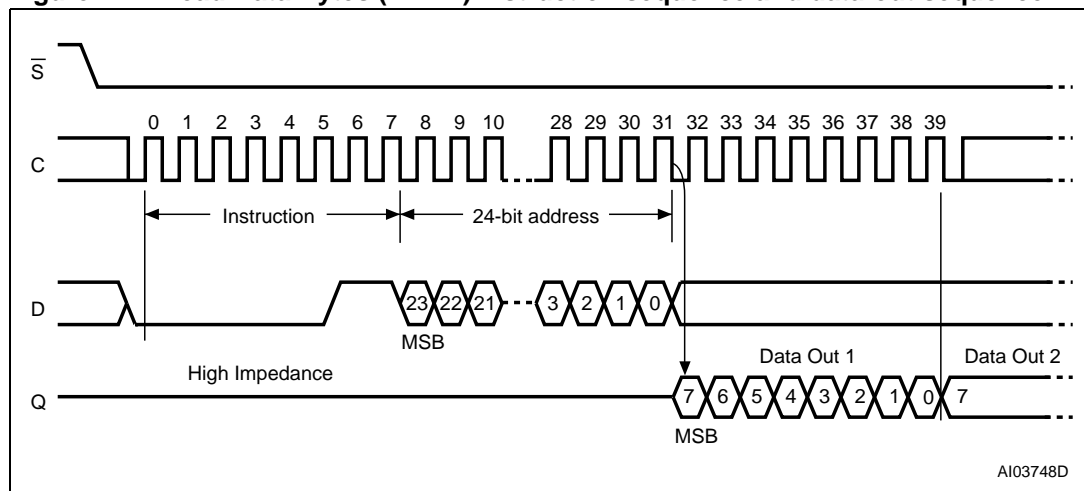 S
0 1 2 3 4 5 6 7 8 9 10 28 29 30 31 32 33 34 35 36 37 38 39
C
Instruction 24-bit address
D 23 22 21 3 2 1 0
MSB
Data Out 1 Data Out 2
High Impedance
Q 7 6 5 4 3 2 1 0 7
MSB
AI03748D